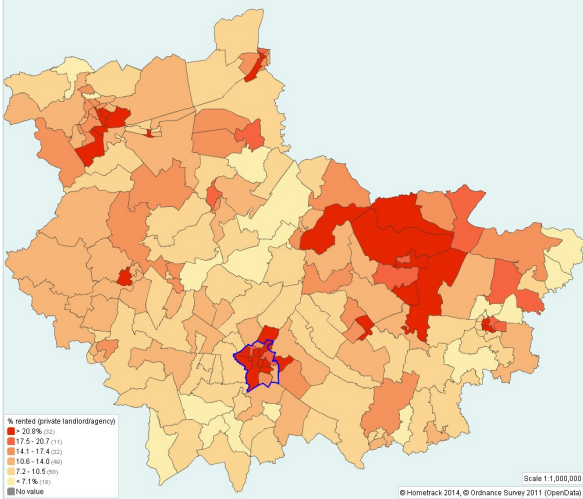 % rented (private landlord/agency)
> 20.8% (32)
17.5 - 20.7 (11)
14.1 - 17.4 (32)
10.6 - 14.0 (49)
7.2 - 10.5 (56)
< 7.1% (18)
No value
Scale 1:1,000,000
© Hometrack 2014, © Ordnance Survey 2011 (OpenData)